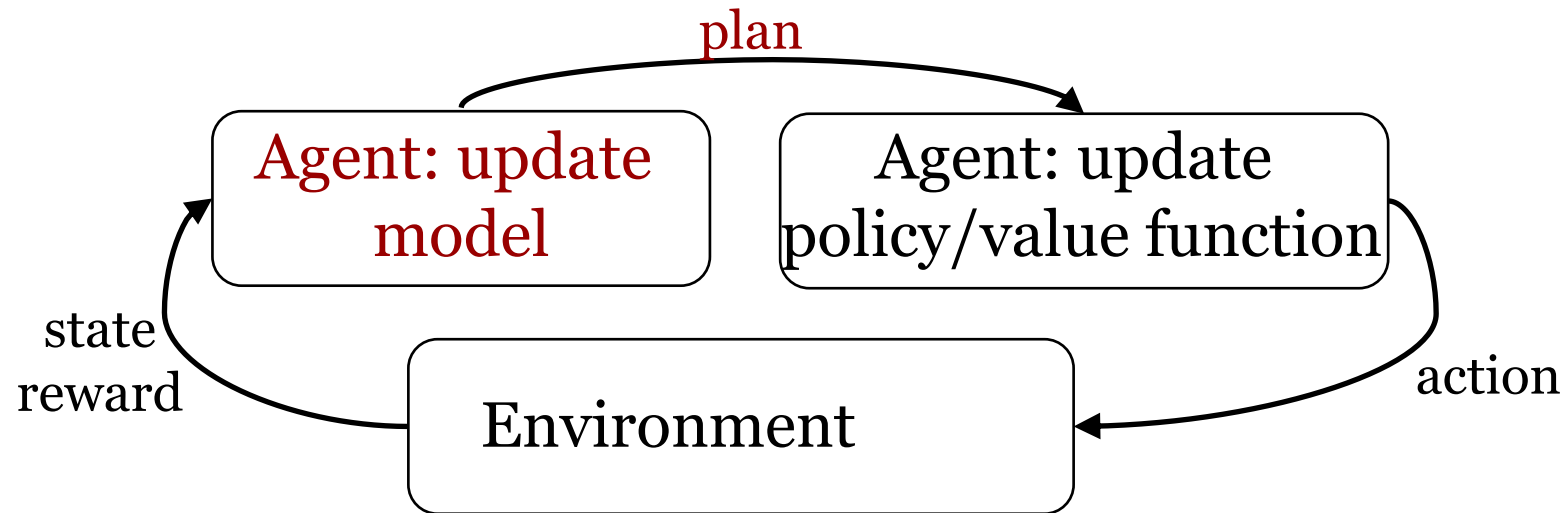 plan
Agent: update
model
Agent: update
policy/value function
state
reward
action
Environment